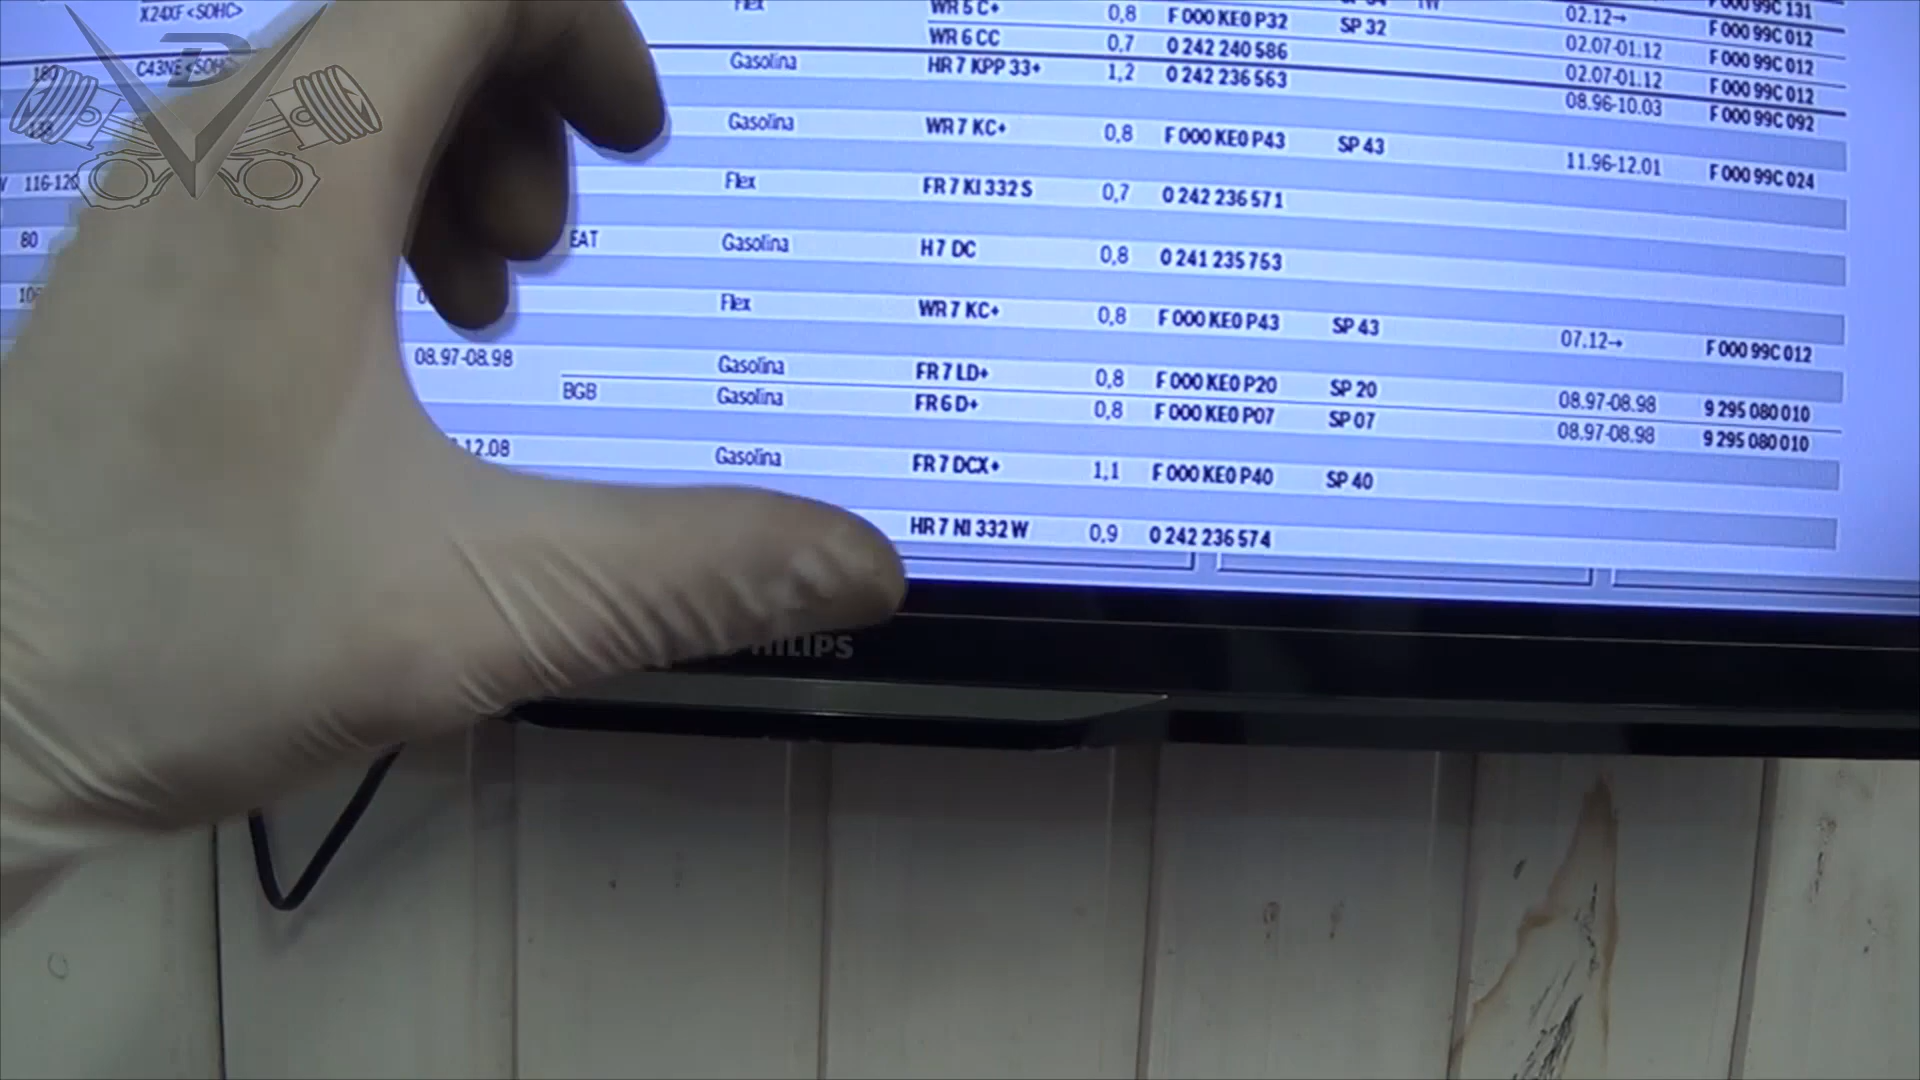 X24XF <SOHC> WR 5 C+ 0,8 F 000 KE0 P32 SP 32 02.12→ F 000 99C 131
WR 6 CC 0,7 0 242 240 586 02.07-01.12 F 000 99C 012
C43NE <SOHC Gasolina HR 7 KPP 33+ 1,2 0 242 236 563 02.07-01.12 F 000 99C 012
F 000 99C 012
08.96-10.03 F 000 99C 092
Gasolina WR 7 KC+ 0,8 F 000 KE0 P43 SP 43 11.96-12.01 F 000 99C 024
116-120 Flex FR 7 KI 332 S 0,7 0 242 236 571
80 EAT Gasolina H 7 DC 0,8 0 241 235 753
Flex WR 7 KC+ 0,8 F 000 KE0 P43 SP 43 07.12→ F 000 99C 012
08.97-08.98 Gasolina FR 7 LD+ 0,8 F 000 KE0 P20 SP 20 08.97-08.98 9 295 080 010
BGB Gasolina FR 6 D+ 0,8 F 000 KE0 P07 SP 07 08.97-08.98 9 295 080 010
12.08 Gasolina FR 7 DCX+ 1,1 F 000 KE0 P40 SP 40
HR 7 NI 332 W 0,9 0 242 236 574
PHILIPS